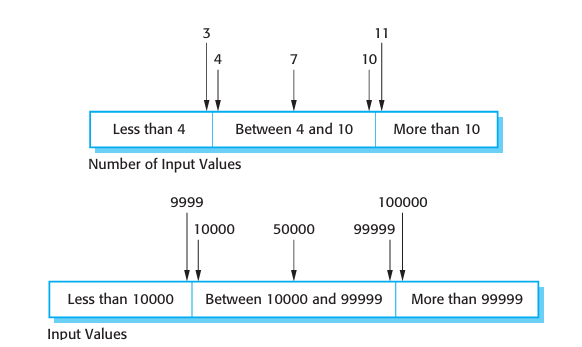 3 11
4 7 10
Less than 4 Between 4 and 10 More than 10
Number of Input Values
9999 100000
10000 50000 99999
Less than 10000 Between 10000 and 99999 More than 99999
Input Values